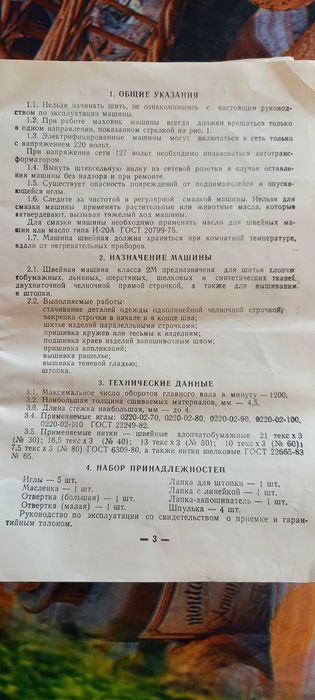 1. ОБЩИЕ УКАЗАНИЯ
1.1. Нельзя начинать шить, не ознакомившись с настоящим руковод-
ством по эксплуатации машины.
1.2. При работе маховик машины всегда должен вращаться только
в одном направлении, показанном стрелкой на рис. 1.
1.3. Электрифицированные машины могут включаться в сеть только
с напряжением 220 вольт.
При напряжении сети 127 вольт необходимо пользоваться автотранс-
форматором.
1.4. Вынуть штепсельную вилку из сетевой розетки в случае оставления
машины без надзора и при ремонте.
1.5. Существует опасность повреждений от поднимающейся и опускаю-
щейся иглы.
1.6. Следите за чистотой и регулярной смазкой машины. Нельзя для
смазки машины применять растительные или животные масла, которые
затвердевают, вызывая тяжелый ход машины.
Для смазки машины необходимо применять масло для швейных ма-
шин или масло типа И-20А ГОСТ 20799-75.
1.7. Машина швейная должна храниться при комнатной температуре,
вдали от нагревательных приборов.
2. НАЗНАЧЕНИЕ МАШИНЫ
2.1. Швейная машина класса 2М предназначена для шитья хлопча-
тобумажных, льняных, шерстяных, шелковых и синтетических тканей
двухниточной челночной прямой строчкой, а также для вышивания
и штопки.
2.2. Выполняемые работы:
стачивание деталей одежды однолинейной челночной строчкой;
закрепка строчки в начале и в конце шва;
шитье изделий параллельными строчками;
пришивка кружев или тесьмы к изделиям;
подшивка краев изделий запошивочным швом;
пришивка аппликаций;
вышивка ришелье;
вышивка теневой гладью;
штопка.
3. ТЕХНИЧЕСКИЕ ДАННЫЕ
3.1. Максимальное число оборотов главного вала в минуту — 1200.
3.2. Наибольшая толщина сшиваемых материалов, мм — 4,5.
3.3. Длина стежка наибольшая, мм — до 4.
3.4. Применяемые иглы: 0220-02-70, 0220-02-80, 0220-02-90, 0220-02-100,
0220-02-110 ГОСТ 22249-82.
3.5. Применяемые нитки — швейные хлопчатобумажные 21 текс х 3
(№ 30); 16,5 текс х 3 (№ 40); 13 текс х 3 (№ 50); 10 текс х 3 (№ 60);
7,5 текс х 3 (№ 80) ГОСТ 6309-80, а также нитки шелковые ГОСТ 22665-83
№ 65.
4. НАБОР ПРИНАДЛЕЖНОСТЕЙ
Иглы — 5 шт.
Масленка — 1 шт.
Отвертка (большая) — 1 шт.
Отвертка (малая) — 1 шт.
Лапка для штопки — 1 шт.
Лапка с линейкой — 1 шт.
Лапка-запошиватель — 1 шт.
Шпулька — 4 шт.
Руководство по эксплуатации со свидетельством о приемке и гаран-
тийным талоном.
— 3 —